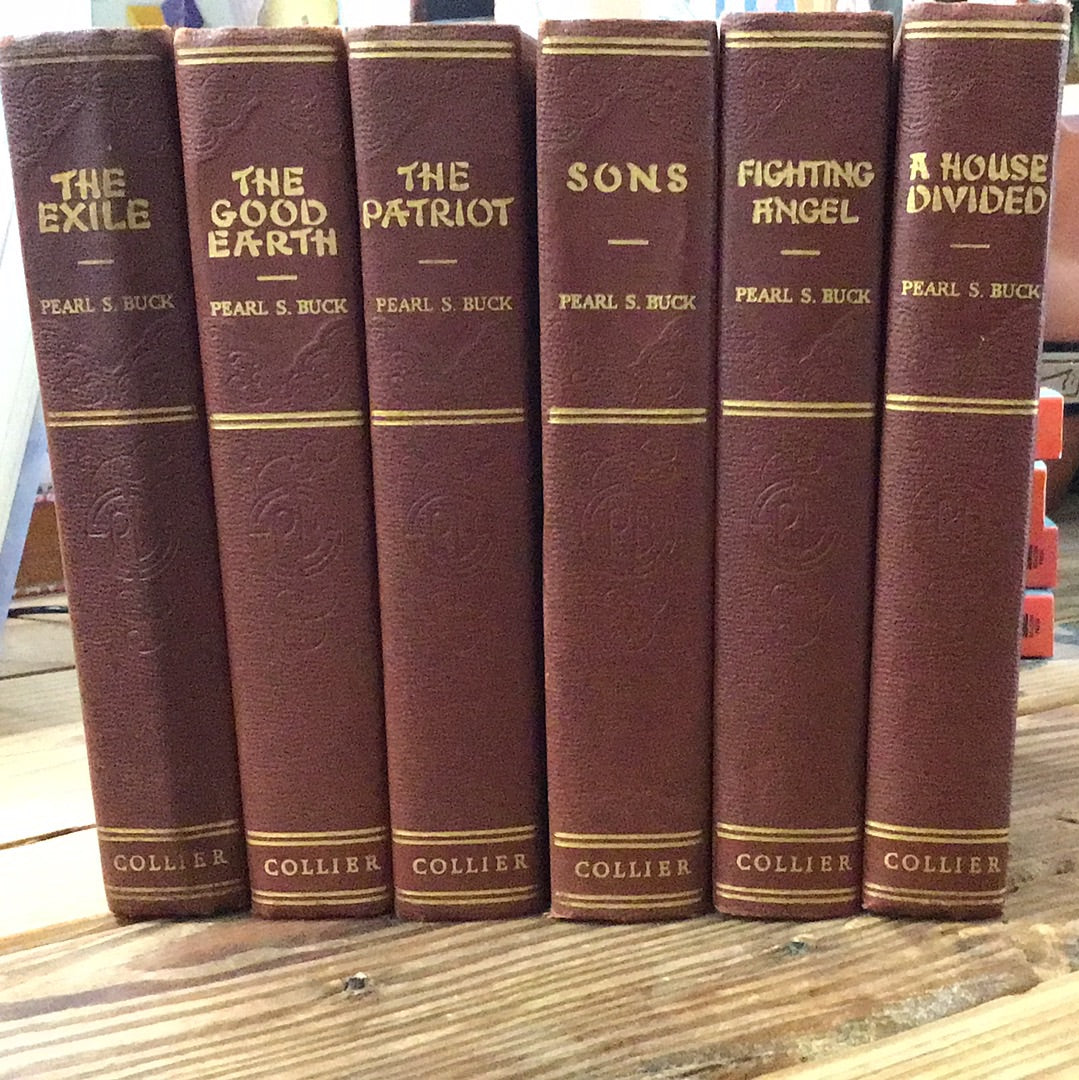 THE
EXILE
PEARL S. BUCK
COLLIER
THE
GOOD
EARTH
PEARL S. BUCK
COLLIER
THE
PATRIOT
PEARL S. BUCK
COLLIER
SONS
PEARL S. BUCK
COLLIER
FIGHTING
ANGEL
PEARL S. BUCK
COLLIER
A HOUSE
DIVIDED
PEARL S. BUCK
COLLIER